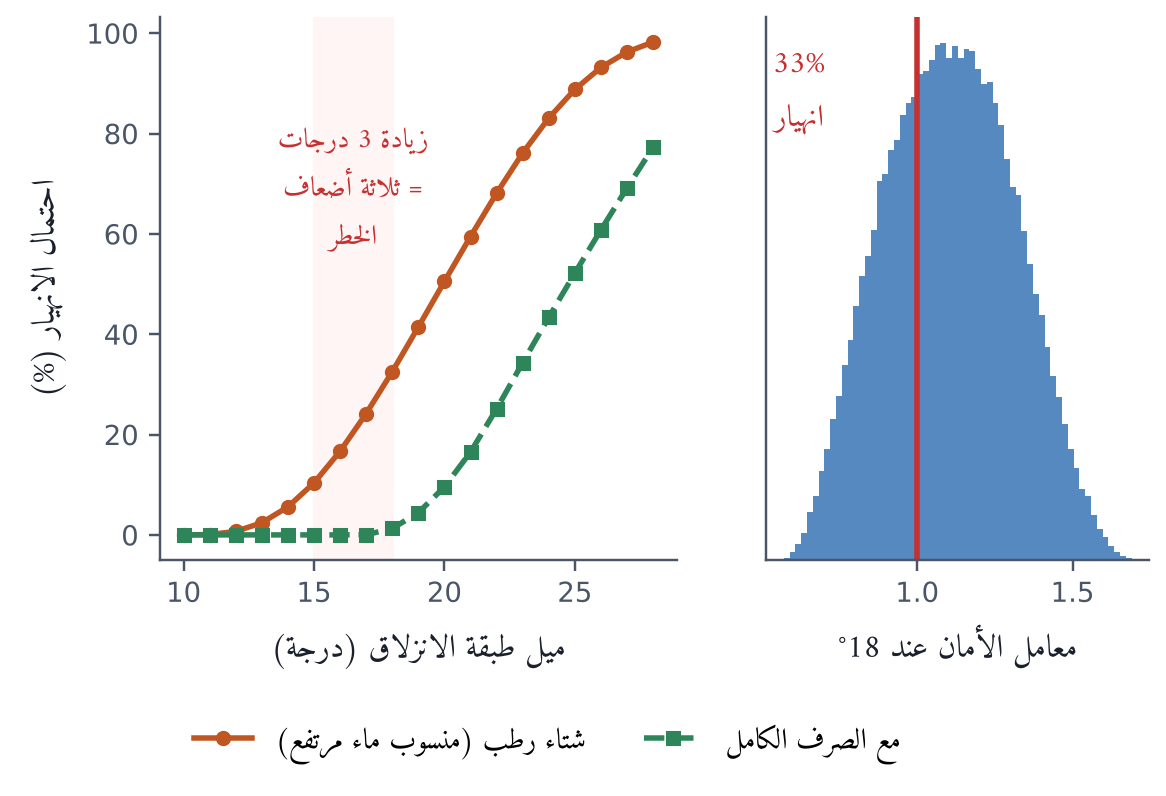 احتمال الانهيار (%)
100
80
60
40
20
0
زيادة 3 درجات
= ثلاثة أضعاف
الخطر
10 15 20 25
ميل طبقة الانزلاق (درجة)
33%
انهيار
1.0 1.5
معامل الأمان عند 18°
شتاء رطب (منسوب ماء مرتفع)
مع الصرف الكامل